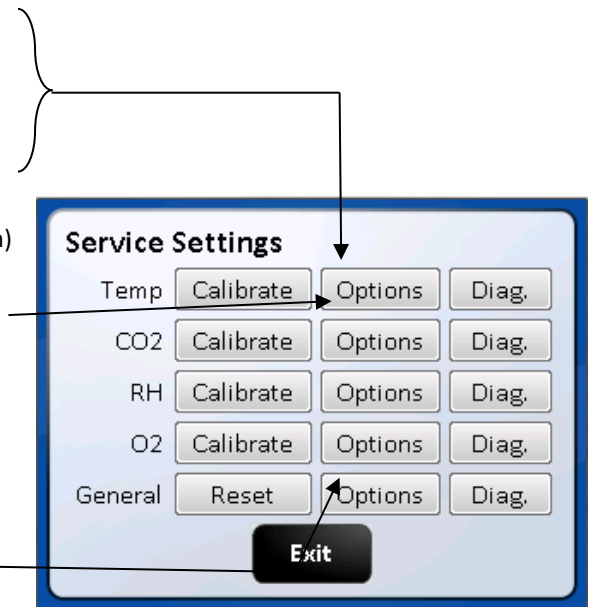 n)
Service Settings
Temp Calibrate Options Diag.
CO2 Calibrate Options Diag.
RH Calibrate Options Diag.
O2 Calibrate Options Diag.
General Reset Options Diag.
Exit